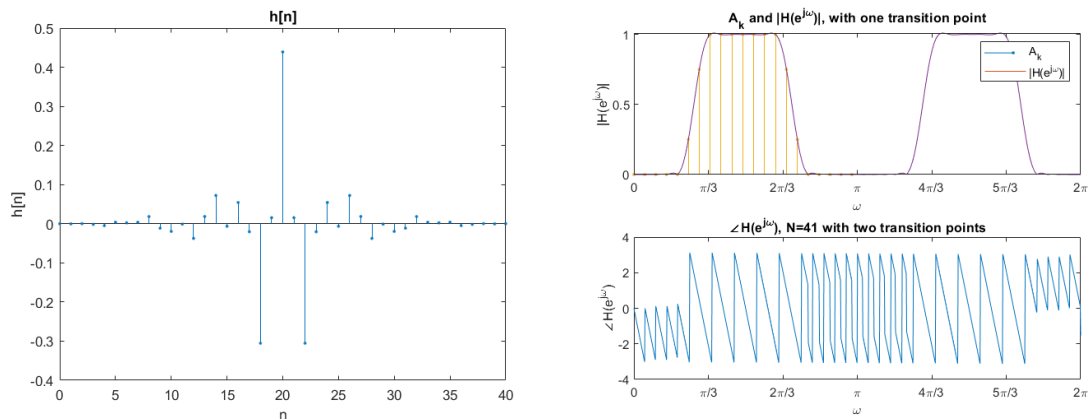 h[n]
0.5
0.4
0.3
0.2
0.1
0
-0.1
-0.2
-0.3
-0.4
h[n]
0 5 10 15 20 25 30 35 40
n
A_k and |H(e^{jω})|, with one transition point
1
0.5
0
|H(e^{jω})|
A_k
|H(e^{jω})|
0 π/3 2π/3 π 4π/3 5π/3 2π
ω
∠H(e^{jω}), N=41 with two transition points
4
2
0
-2
-4
∠H(e^{jω})
0 π/3 2π/3 π 4π/3 5π/3 2π
ω